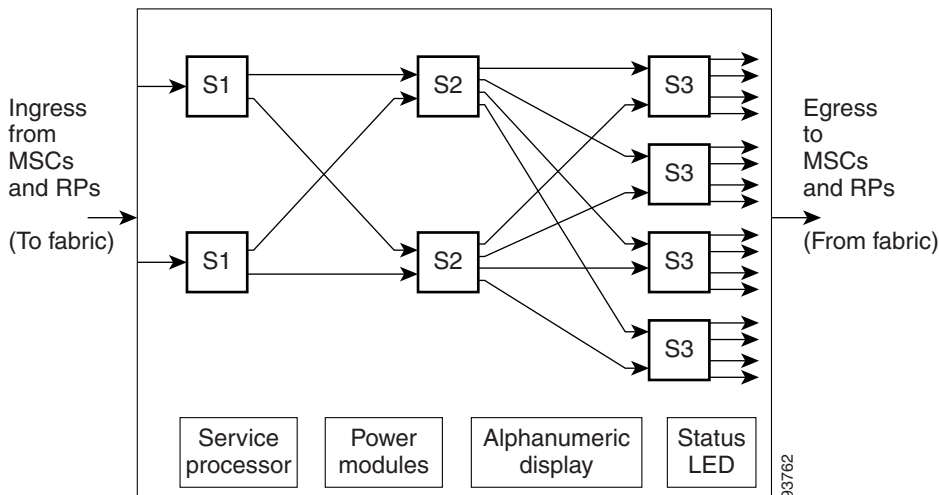 Ingress
from
MSCs
and RPs
(To fabric)
S1
S1
S2
S2
S3
S3
S3
S3
Egress
to
MSCs
and RPs
(From fabric)
Service
processor
Power
modules
Alphanumeric
display
Status
LED
93762